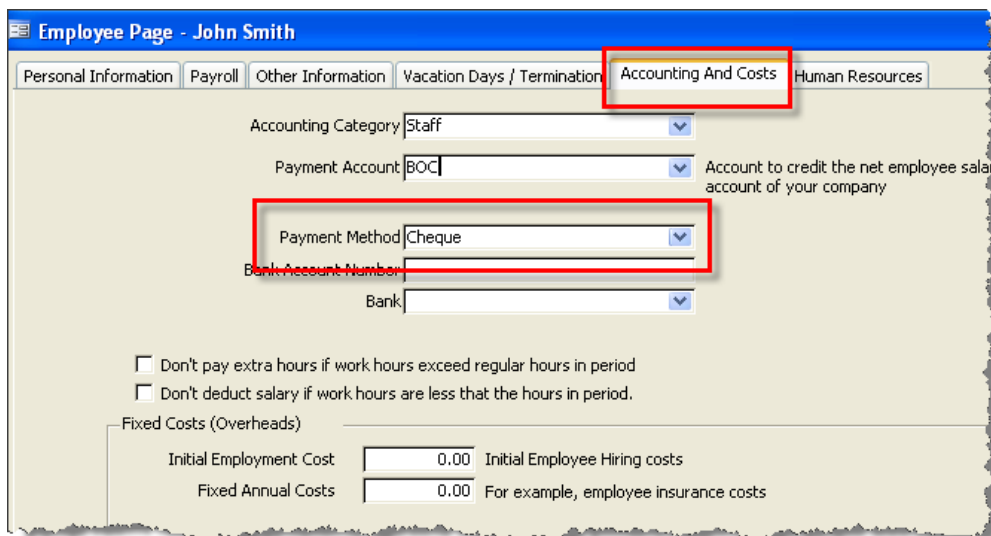 Employee Page - John Smith
Personal Information Payroll Other Information Vacation Days / Termination Accounting And Costs Human Resources
Accounting Category Staff
Payment Account BOC Account to credit the net employee
account of your company
Payment Method Cheque
Bank Account Number
Bank
Don't pay extra hours if work hours exceed regular hours in period
Don't deduct salary if work hours are less that the hours in period.
Fixed Costs (Overheads)
Initial Employment Cost 0.00 Initial Employee Hiring costs
Fixed Annual Costs 0.00 For example, employee insurance costs